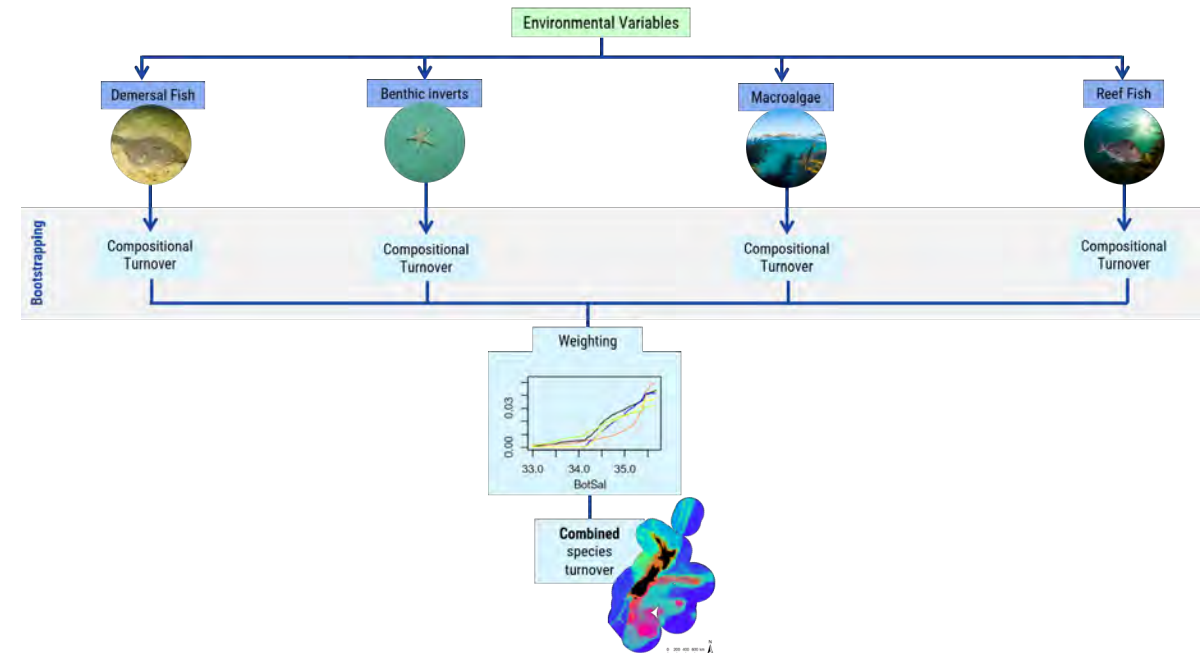 Environmental Variables
Demersal Fish
Benthic inverts
Macroalgae
Reef Fish
Bootstrapping
Compositional
Turnover
Compositional
Turnover
Compositional
Turnover
Compositional
Turnover
Weighting
0.03
0.00
33.0 34.0 35.0
BotSal
Combined
species
turnover
N